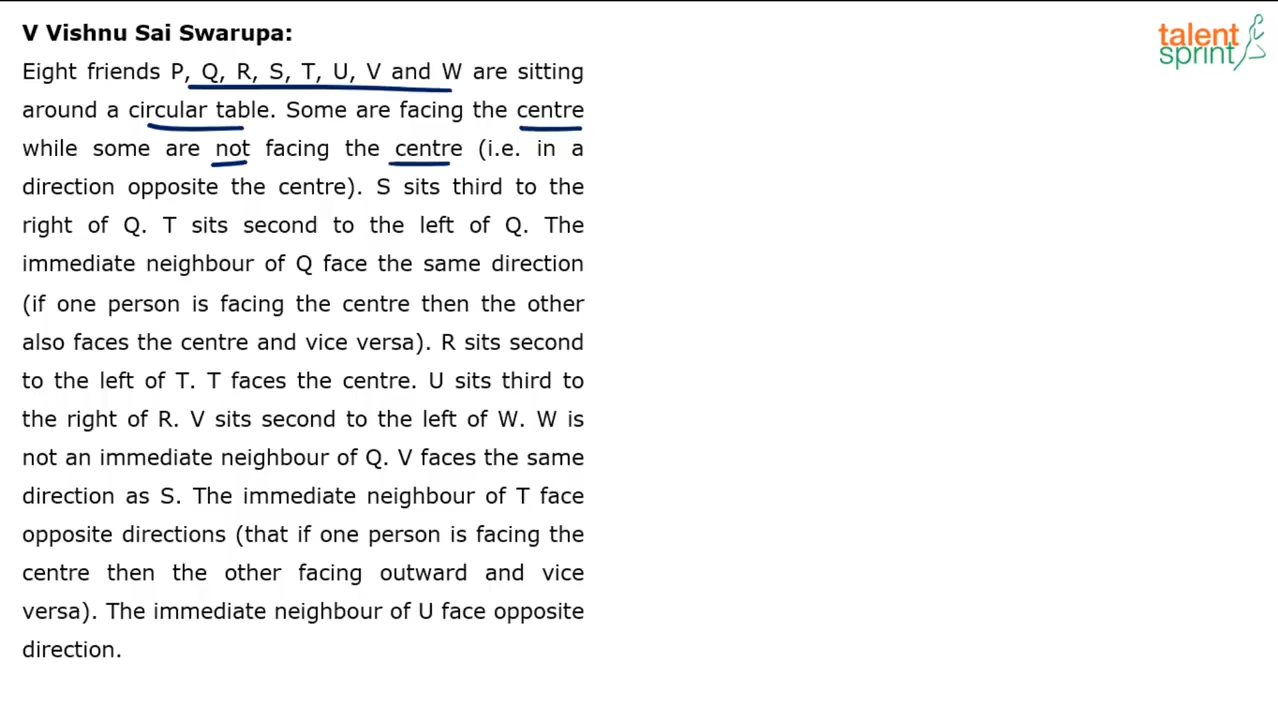 V Vishnu Sai Swarupa:
talent
sprint
Eight friends P, Q, R, S, T, U, V and W are sitting
around a circular table. Some are facing the centre
while some are not facing the centre (i.e. in a
direction opposite the centre). S sits third to the
right of Q. T sits second to the left of Q. The
immediate neighbour of Q face the same direction
(if one person is facing the centre then the other
also faces the centre and vice versa). R sits second
to the left of T. T faces the centre. U sits third to
the right of R. V sits second to the left of W. W is
not an immediate neighbour of Q. V faces the same
direction as S. The immediate neighbour of T face
opposite directions (that if one person is facing the
centre then the other facing outward and vice
versa). The immediate neighbour of U face opposite
direction.